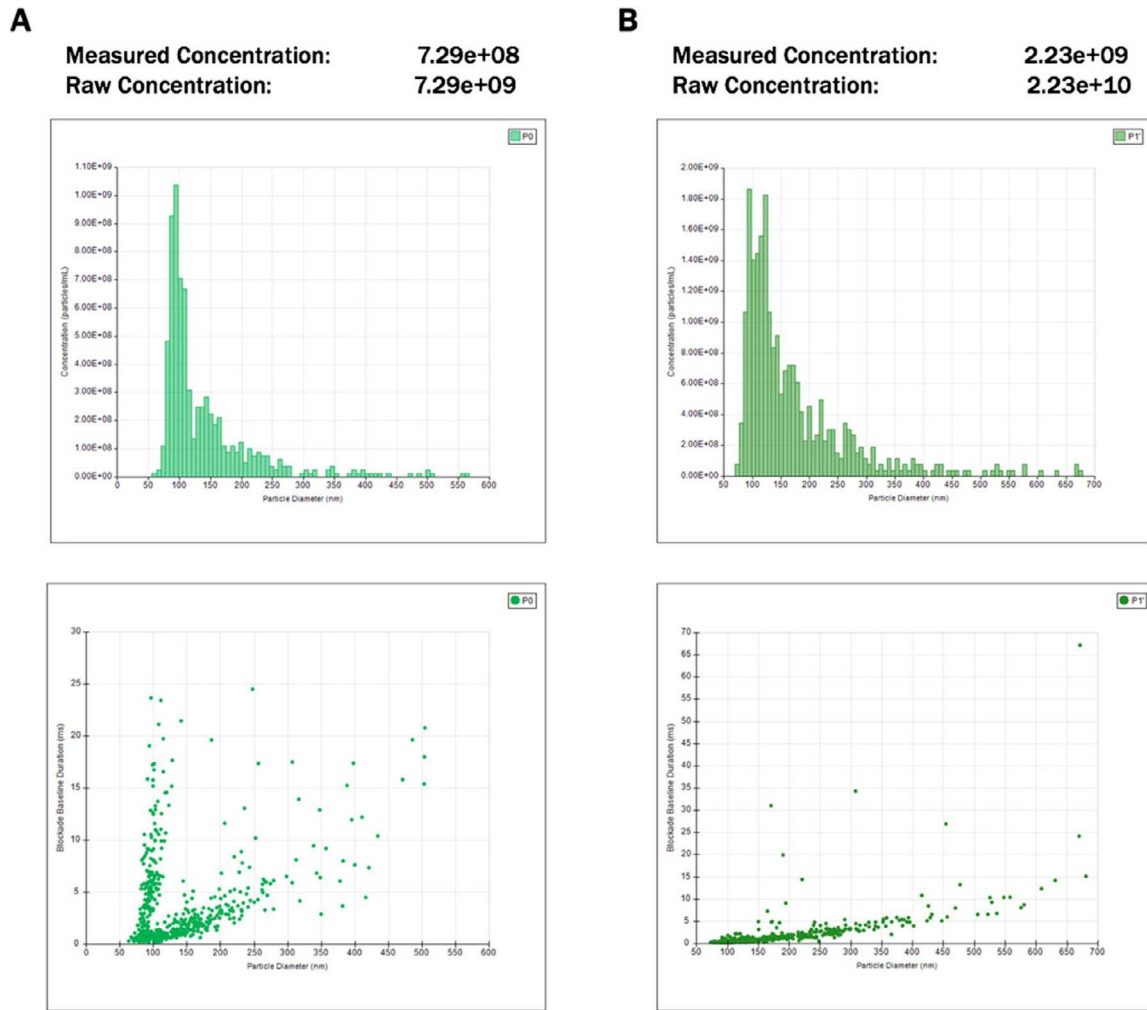 A
Measured Concentration: 7.29e+08
Raw Concentration: 7.29e+09
P0
1.10E+09
1.00E+09
9.00E+08
8.00E+08
7.00E+08
6.00E+08
5.00E+08
4.00E+08
3.00E+08
2.00E+08
1.00E+08
0.00E+00
Concentration (particles/mL)
0 50 100 150 200 250 300 350 400 450 500 550 600
Particle Diameter (nm)
P0
30
25
20
15
10
5
0
Blockade Baseline Duration (ms)
0 50 100 150 200 250 300 350 400 450 500 550 600
Particle Diameter (nm)
B
Measured Concentration: 2.23e+09
Raw Concentration: 2.23e+10
P1'
2.00E+09
1.80E+09
1.60E+09
1.40E+09
1.20E+09
1.00E+09
8.00E+08
6.00E+08
4.00E+08
2.00E+08
0.00E+00
Concentration (particles/mL)
50 100 150 200 250 300 350 400 450 500 550 600 650 700
Particle Diameter (nm)
P1'
70
65
60
55
50
45
40
35
30
25
20
15
10
5
0
Blockade Baseline Duration (ms)
50 100 150 200 250 300 350 400 450 500 550 600 650 700
Particle Diameter (nm)